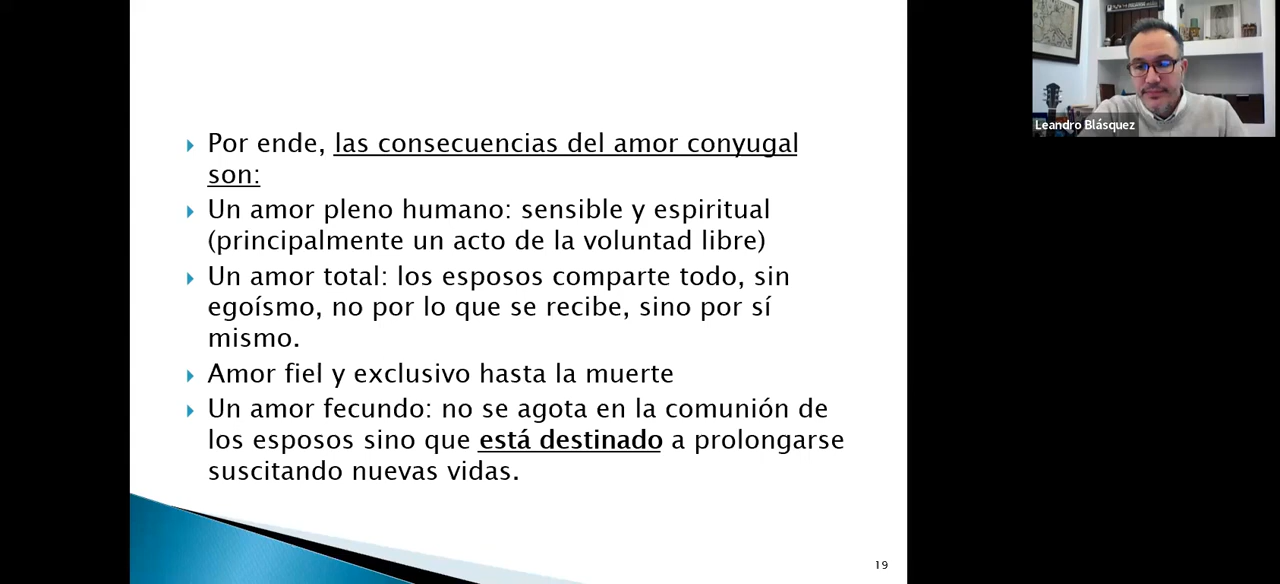 Por ende, las consecuencias del amor conyugal
son:
Un amor pleno humano: sensible y espiritual
(principalmente un acto de la voluntad libre)
Un amor total: los esposos comparte todo, sin
egoísmo, no por lo que se recibe, sino por sí
mismo.
Amor fiel y exclusivo hasta la muerte
Un amor fecundo: no se agota en la comunión de
los esposos sino que está destinado a prolongarse
suscitando nuevas vidas.
19
Leandro Blásquez